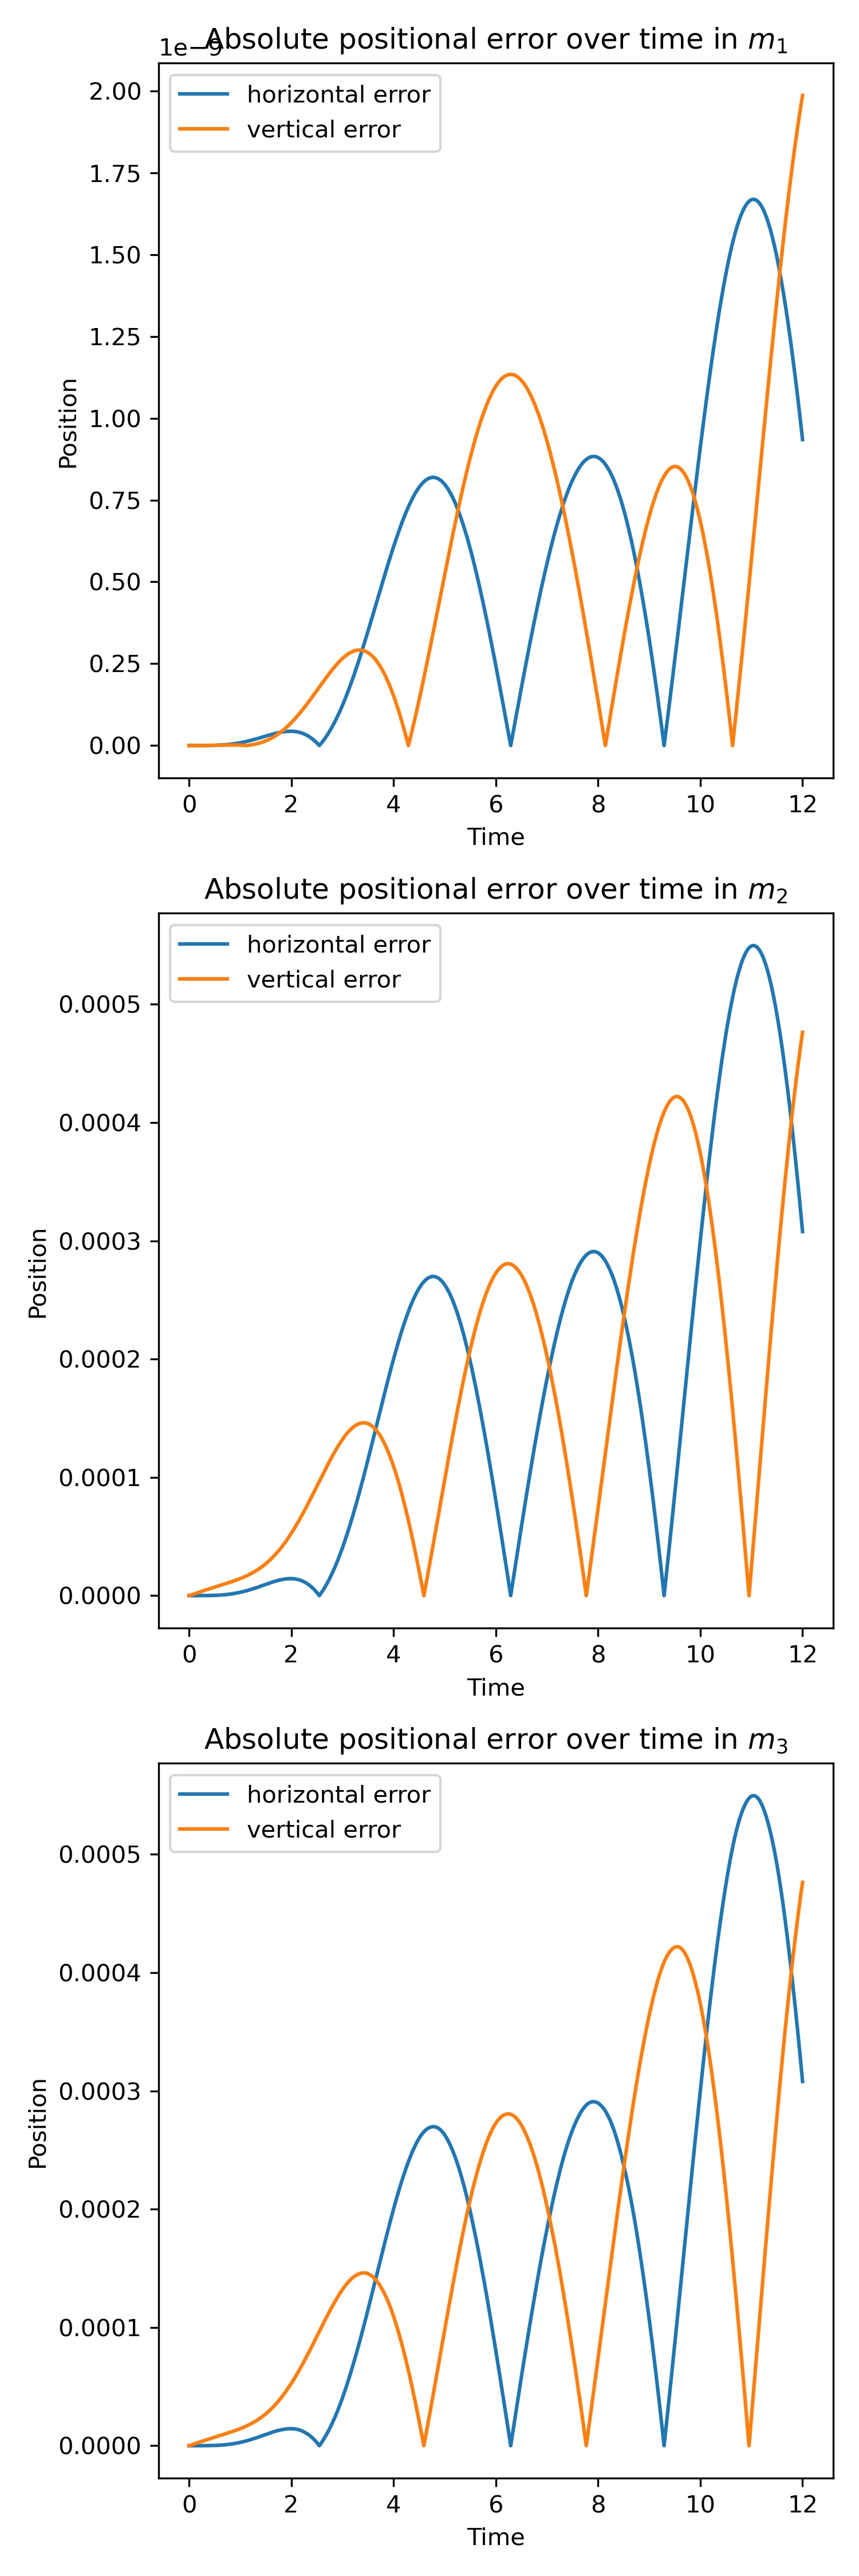 Absolute positional error over time in m₁
1e−9
horizontal error
vertical error
2.00
1.75
1.50
1.25
1.00
0.75
0.50
0.25
0.00
Position
0 2 4 6 8 10 12
Time
Absolute positional error over time in m₂
horizontal error
vertical error
0.0005
0.0004
0.0003
0.0002
0.0001
0.0000
Position
0 2 4 6 8 10 12
Time
Absolute positional error over time in m₃
horizontal error
vertical error
0.0005
0.0004
0.0003
0.0002
0.0001
0.0000
Position
0 2 4 6 8 10 12
Time